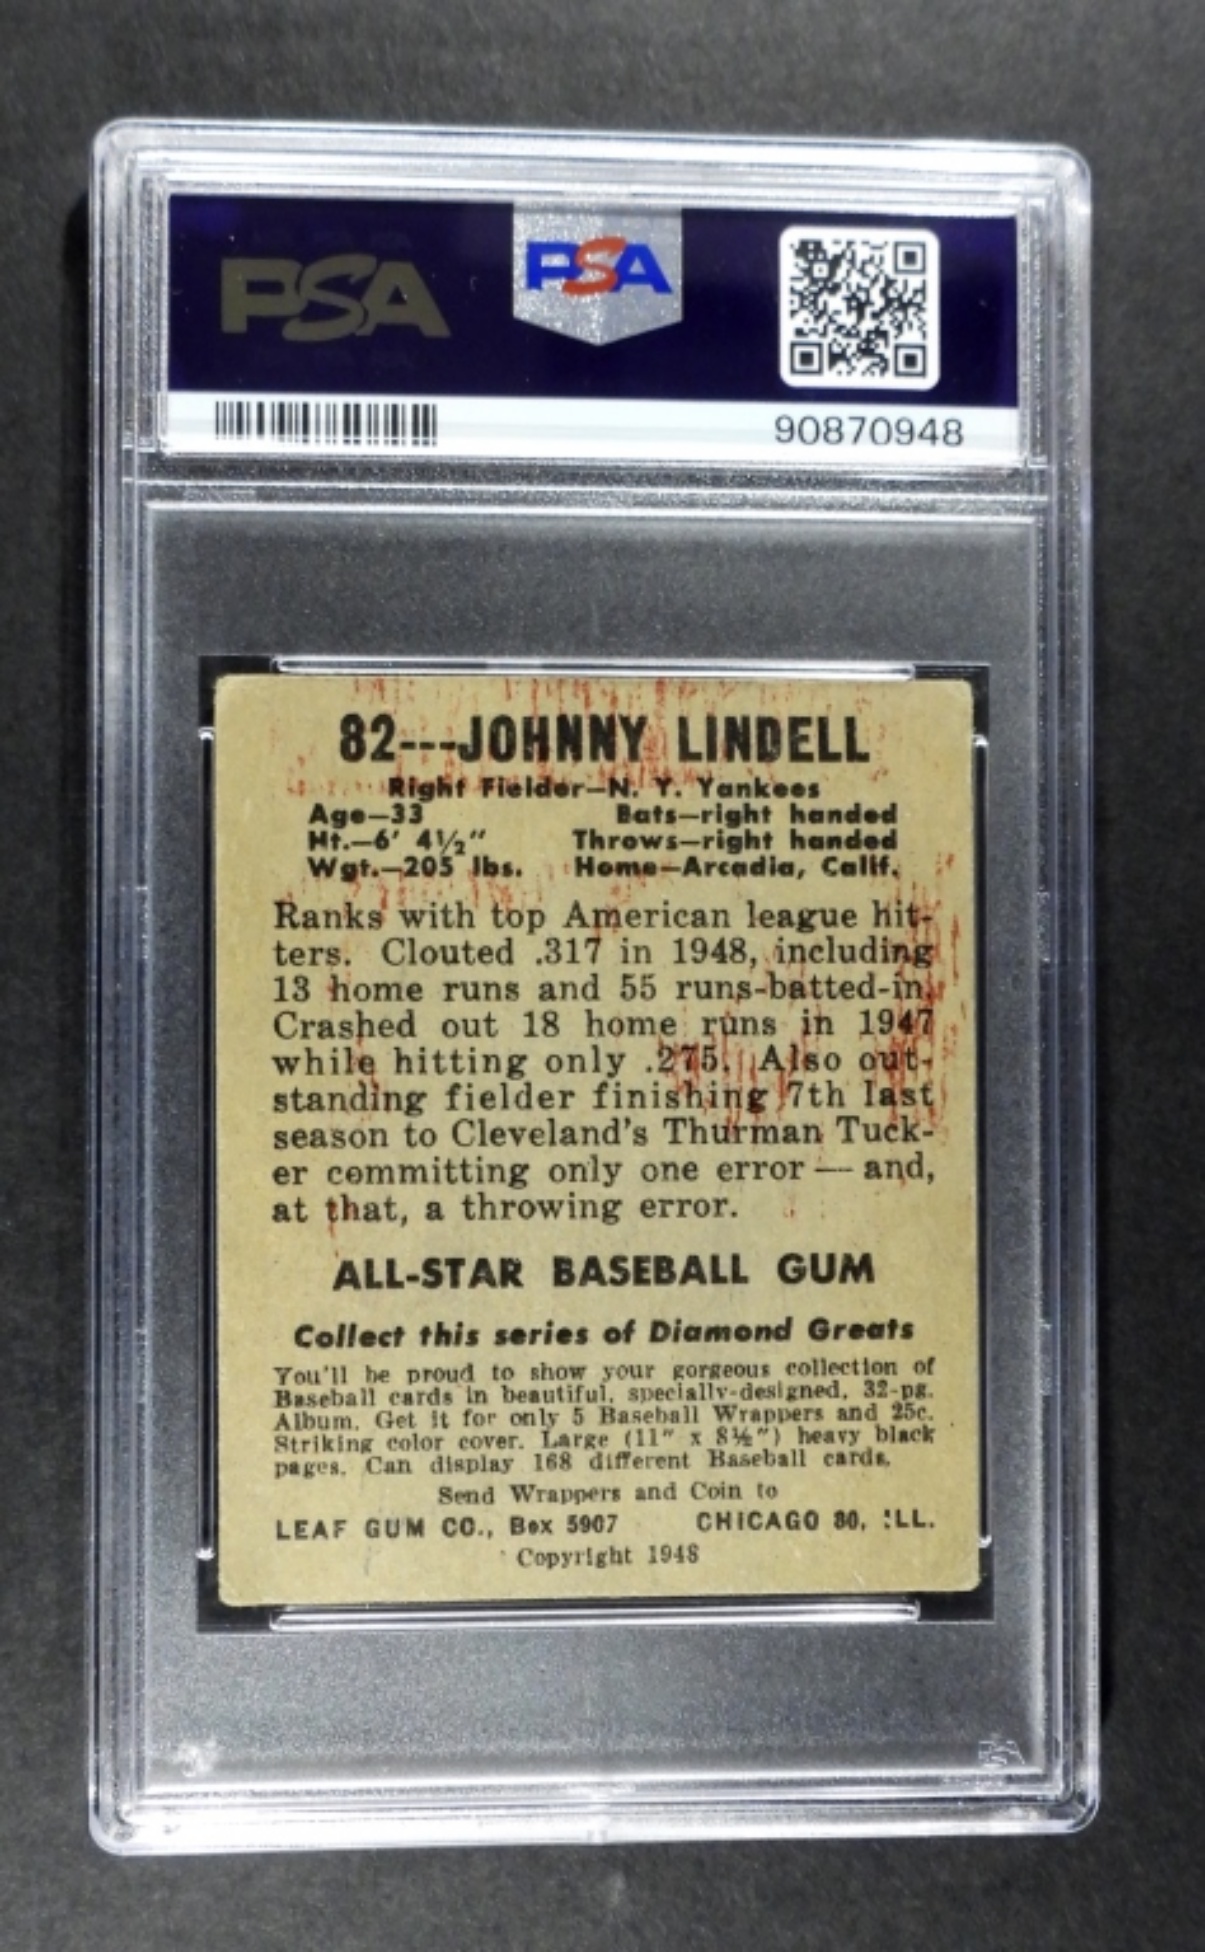 PSA
PSA
90870948
82---JOHNNY LINDELL
Right Fielder—N. Y. Yankees
Age—33 Bats—right handed
Ht.—6' 4½" Throws—right handed
Wgt.—205 lbs. Home—Arcadia, Calif.
Ranks with top American league hit-
ters. Clouted .317 in 1948, including
13 home runs and 55 runs-batted-in.
Crashed out 18 home runs in 1947
while hitting only .275. Also out-
standing fielder finishing 7th last
season to Cleveland's Thurman Tuck-
er committing only one error — and,
at that, a throwing error.
ALL-STAR BASEBALL GUM
Collect this series of Diamond Greats
You'll be proud to show your gorgeous collection of
Baseball cards in beautiful, specially-designed, 32-pg.
Album. Get it for only 5 Baseball Wrappers and 25c.
Striking color cover. Large (11" x 8½") heavy black
pages. Can display 168 different Baseball cards.
Send Wrappers and Coin to
LEAF GUM CO., Box 5907 CHICAGO 80, ILL.
Copyright 1948